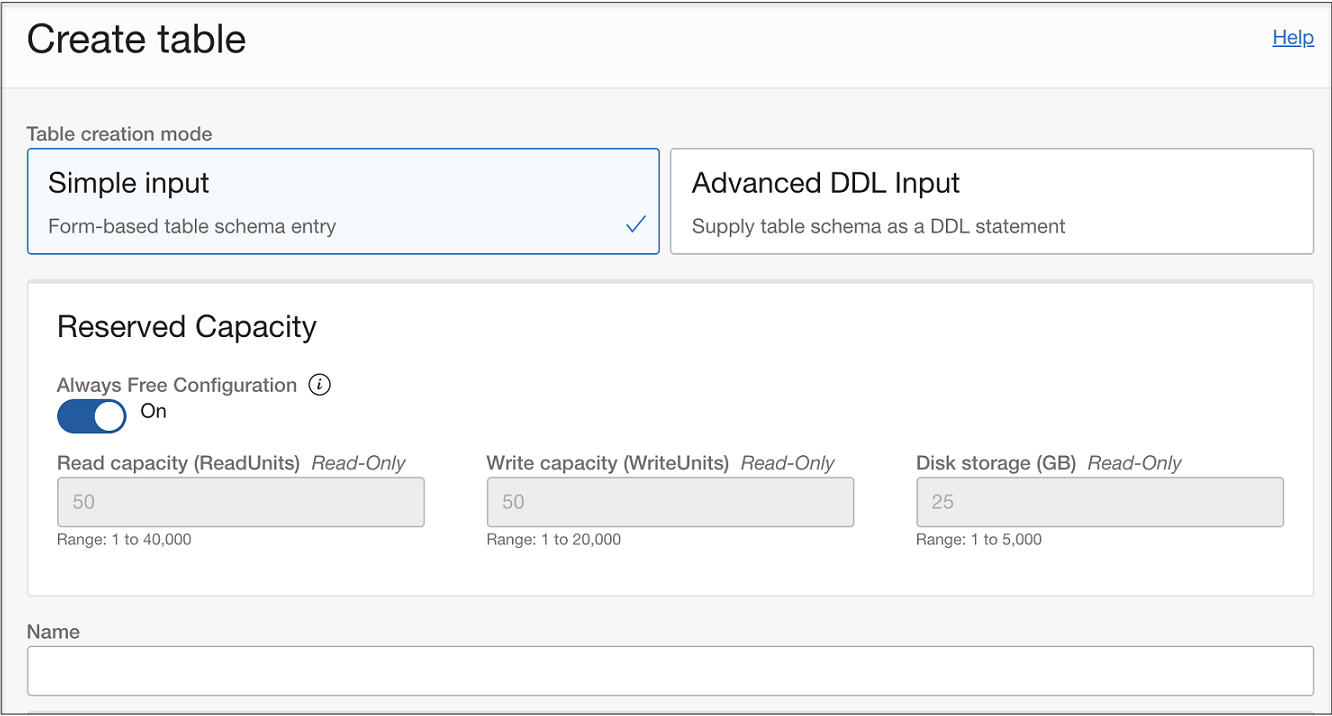 Create table
Help
Table creation mode
Simple input
Form-based table schema entry
Advanced DDL Input
Supply table schema as a DDL statement
Reserved Capacity
Always Free Configuration
On
Read capacity (ReadUnits) Read-Only
50
Range: 1 to 40,000
Write capacity (WriteUnits) Read-Only
50
Range: 1 to 20,000
Disk storage (GB) Read-Only
25
Range: 1 to 5,000
Name